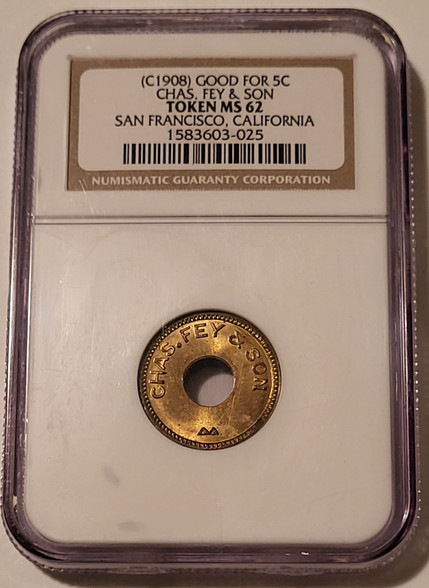 (C1908) GOOD FOR 5C
CHAS. FEY & SON
TOKEN MS 62
SAN FRANCISCO, CALIFORNIA
1583603-025
NUMISMATIC GUARANTY CORPORATION
CHAS. FEY & SON